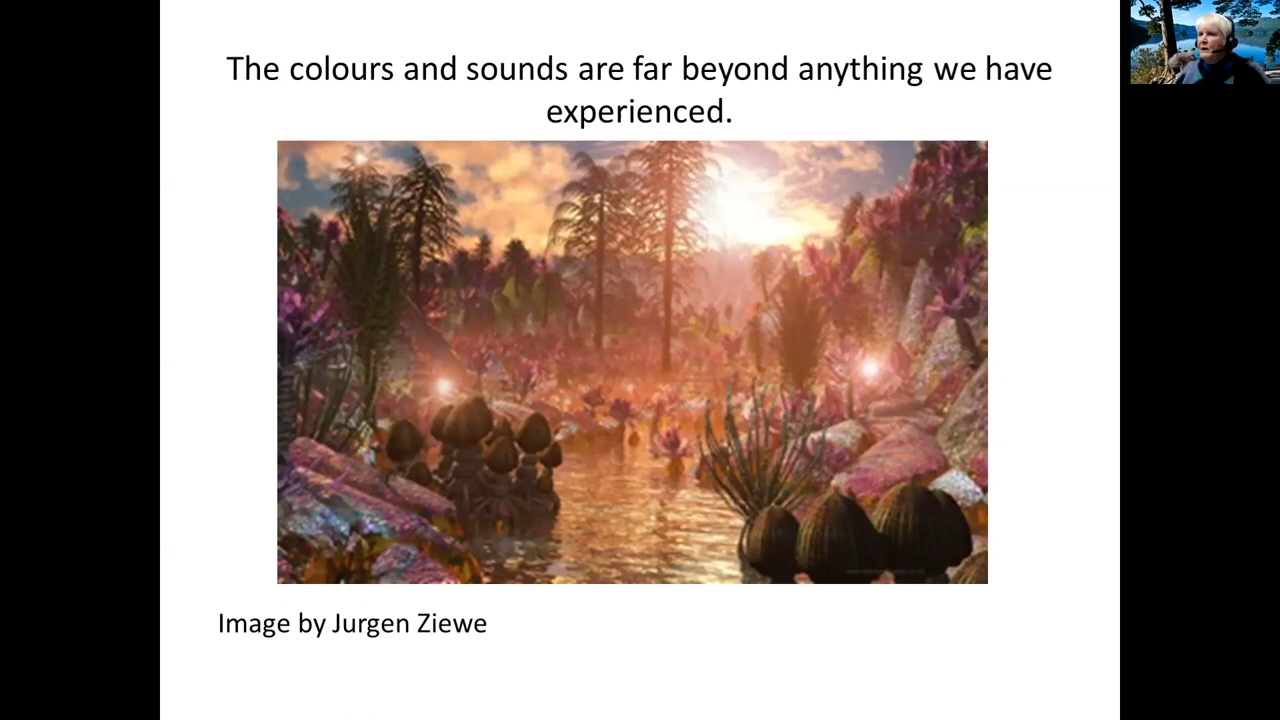 The colours and sounds are far beyond anything we have
experienced.
Image by Jurgen Ziewe